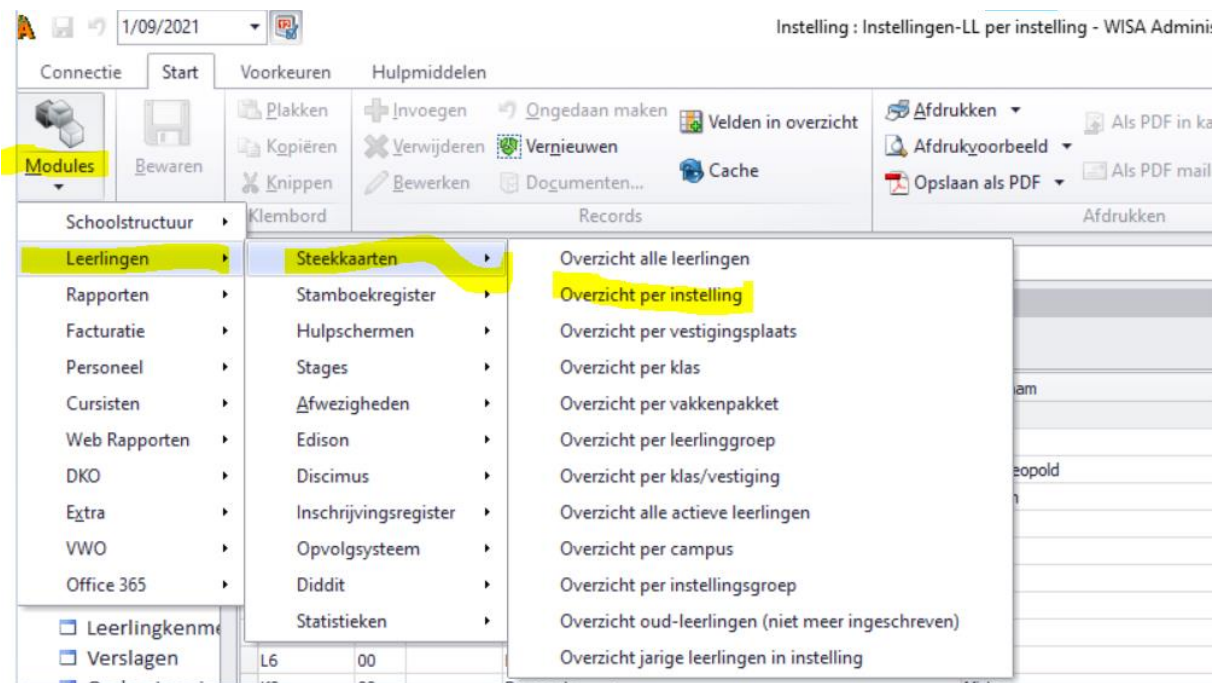 1/09/2021
Instelling : Instellingen-LL per instelling - WISA Adminis
Connectie Start Voorkeuren Hulpmiddelen
Modules
Bewaren
Plakken
Kopiëren
Knippen
Klembord
Invoegen
Verwijderen
Bewerken
Ongedaan maken
Vernieuwen
Documenten...
Velden in overzicht
Cache
Records
Afdrukken
Afdrukvoorbeeld
Opslaan als PDF
Als PDF in ka
Als PDF mail
Afdrukken
Schoolstructuur
Leerlingen
Rapporten
Facturatie
Personeel
Cursisten
Web Rapporten
DKO
Extra
VWO
Office 365
Steekkaarten
Stamboekregister
Hulpschermen
Stages
Afwezigheden
Edison
Discimus
Inschrijvingsregister
Opvolgsysteem
Diddit
Statistieken
Overzicht alle leerlingen
Overzicht per instelling
Overzicht per vestigingsplaats
Overzicht per klas
Overzicht per vakkenpakket
Overzicht per leerlinggroep
Overzicht per klas/vestiging
Overzicht alle actieve leerlingen
Overzicht per campus
Overzicht per instellingsgroep
Overzicht oud-leerlingen (niet meer ingeschreven)
Overzicht jarige leerlingen in instelling
am
eopold
Leerlingkenme
Verslagen
L6 00